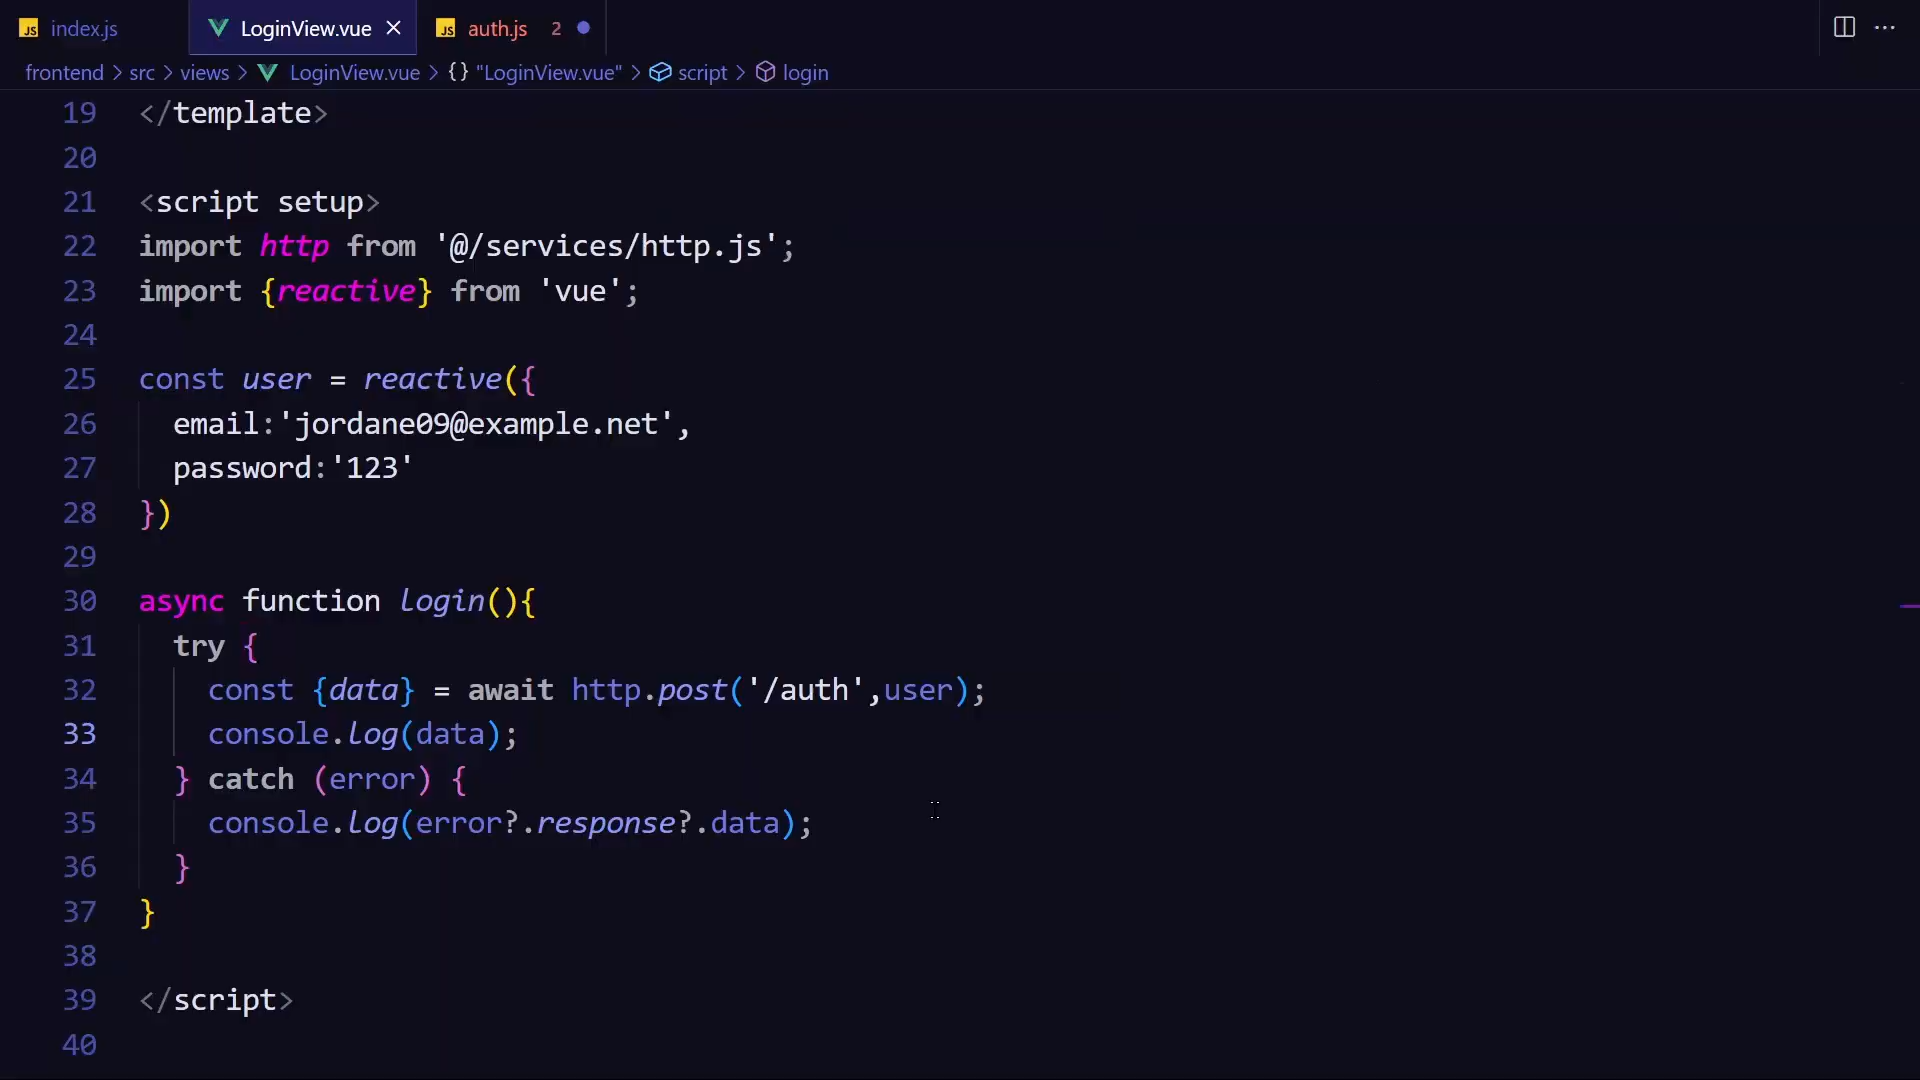 JS index.js
LoginView.vue
JS auth.js 2
frontend > src > views > LoginView.vue > {} "LoginView.vue" > script > login
19 </template>
20
21 <script setup>
22 import http from '@/services/http.js';
23 import {reactive} from 'vue';
24
25 const user = reactive({
26 email:'jordane09@example.net',
27 password:'123'
28 })
29
30 async function login(){
31 try {
32 const {data} = await http.post('/auth',user);
33 console.log(data);
34 } catch (error) {
35 console.log(error?.response?.data);
36 }
37 }
38
39 </script>
40